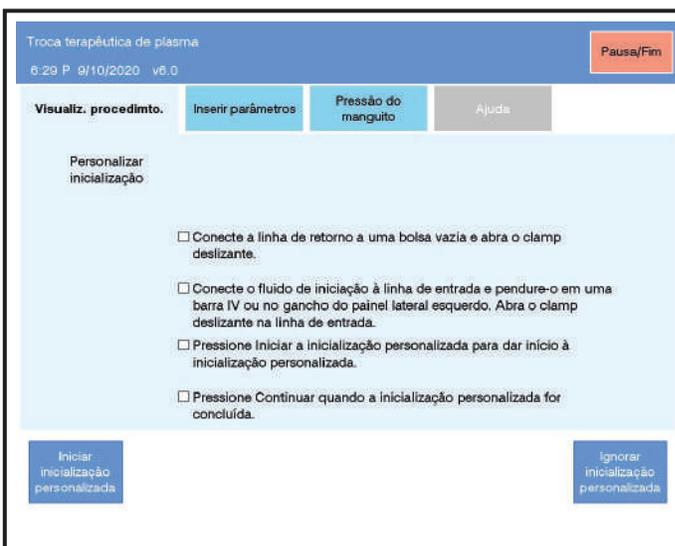 Troca terapêutica de plasma
6:29 P 9/10/2020 v6.0
Pausa/Fim
Visualiz. procedimto.
Inserir parâmetros
Pressão do
manguito
Ajuda
Personalizar
inicialização
Conecte a linha de retorno a uma bolsa vazia e abra o clamp
deslizante.
Conecte o fluido de iniciação à linha de entrada e pendure-o em uma
barra IV ou no gancho do painel lateral esquerdo. Abra o clamp
deslizante na linha de entrada.
Pressione Iniciar a inicialização personalizada para dar início à
inicialização personalizada.
Pressione Continuar quando a inicialização personalizada for
concluída.
Iniciar
inicialização
personalizada
Ignorar
inicialização
personalizada